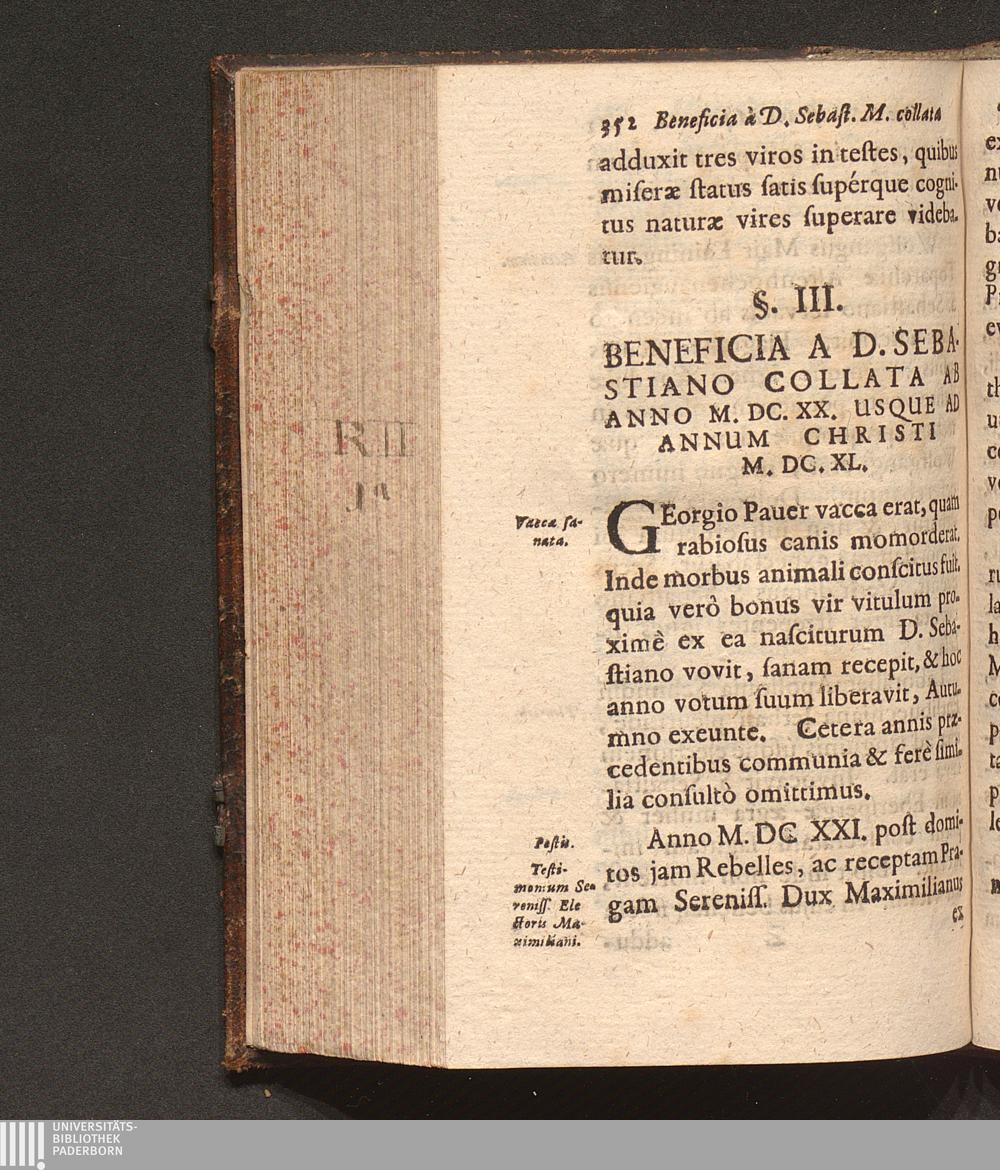 352 Beneficia à D. Sebaſt. M. collata
adduxit tres viros in teſtes, quibus
miſeræ ſtatus ſatis ſupérque cogni-
tus naturæ vires ſuperare videba-
tur.
§. III.
BENEFICIA A D. SEBA-
STIANO COLLATA AB
ANNO M. DC. XX. USQUE AD
ANNUM CHRISTI
M. DC. XL.
Vacca ſa-
nata.
GEorgio Pauer vacca erat, quam
rabioſus canis momorderat.
Inde morbus animali conſcitus fuit.
quia verò bonus vir vitulum pro-
ximè ex ea naſciturum D. Seba-
ſtiano vovit, ſanam recepit, & hoc
anno votum ſuum liberavit, Autu-
mno exeunte. Cetera annis præ-
cedentibus communia & ferè ſimi-
lia conſultò omittimus.
Peſtis.
Teſti-
monium Se-
reniſſ. Ele
ctoris Ma-
ximiliani.
Anno M. DC XXI. poſt domi-
tos jam Rebelles, ac receptam Pra-
gam Sereniſſ. Dux Maximilianus
ex
R II
UNIVERSITÄTS-
BIBLIOTHEK
PADERBORN